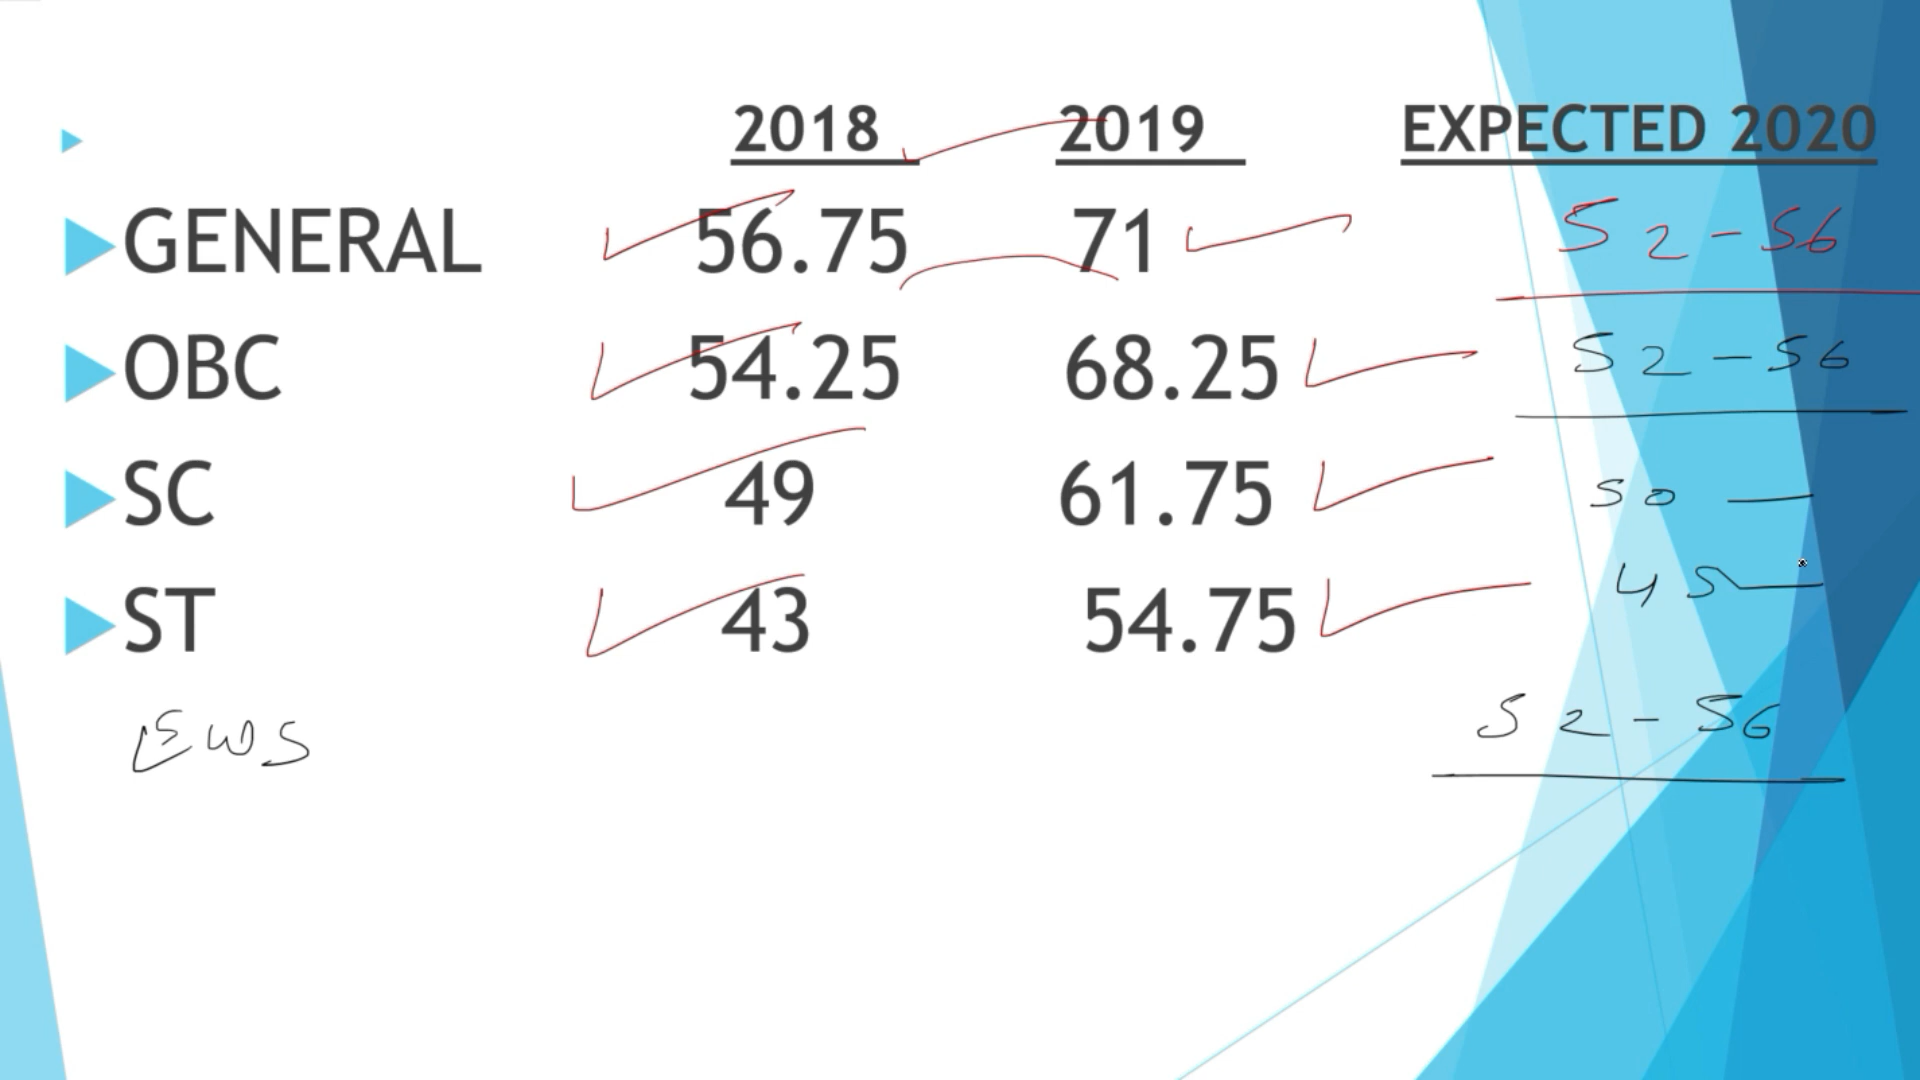 2018 2019 EXPECTED 2020
GENERAL 56.75 71 52-56
OBC 54.25 68.25 52-56
SC 49 61.75 50 —
ST 43 54.75 45 —
EWS 52-56